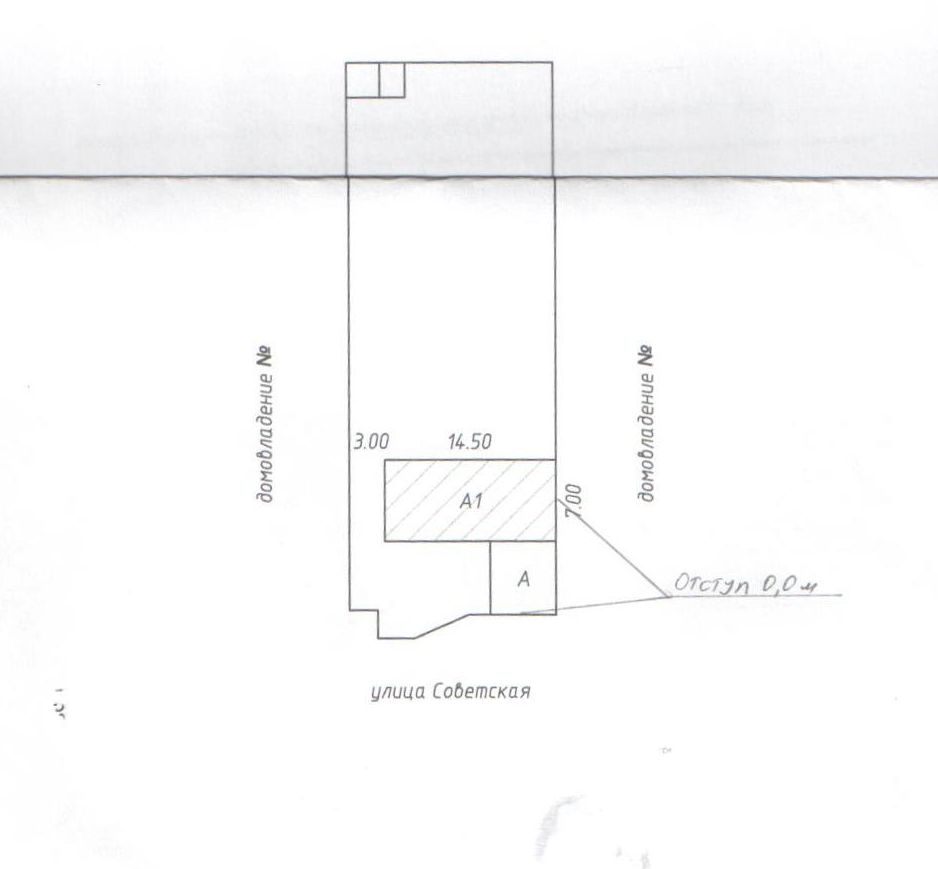 домовладение №
домовладение №
3.00
14.50
А1
7.00
А
Отступ 0,0 м
улица Советская